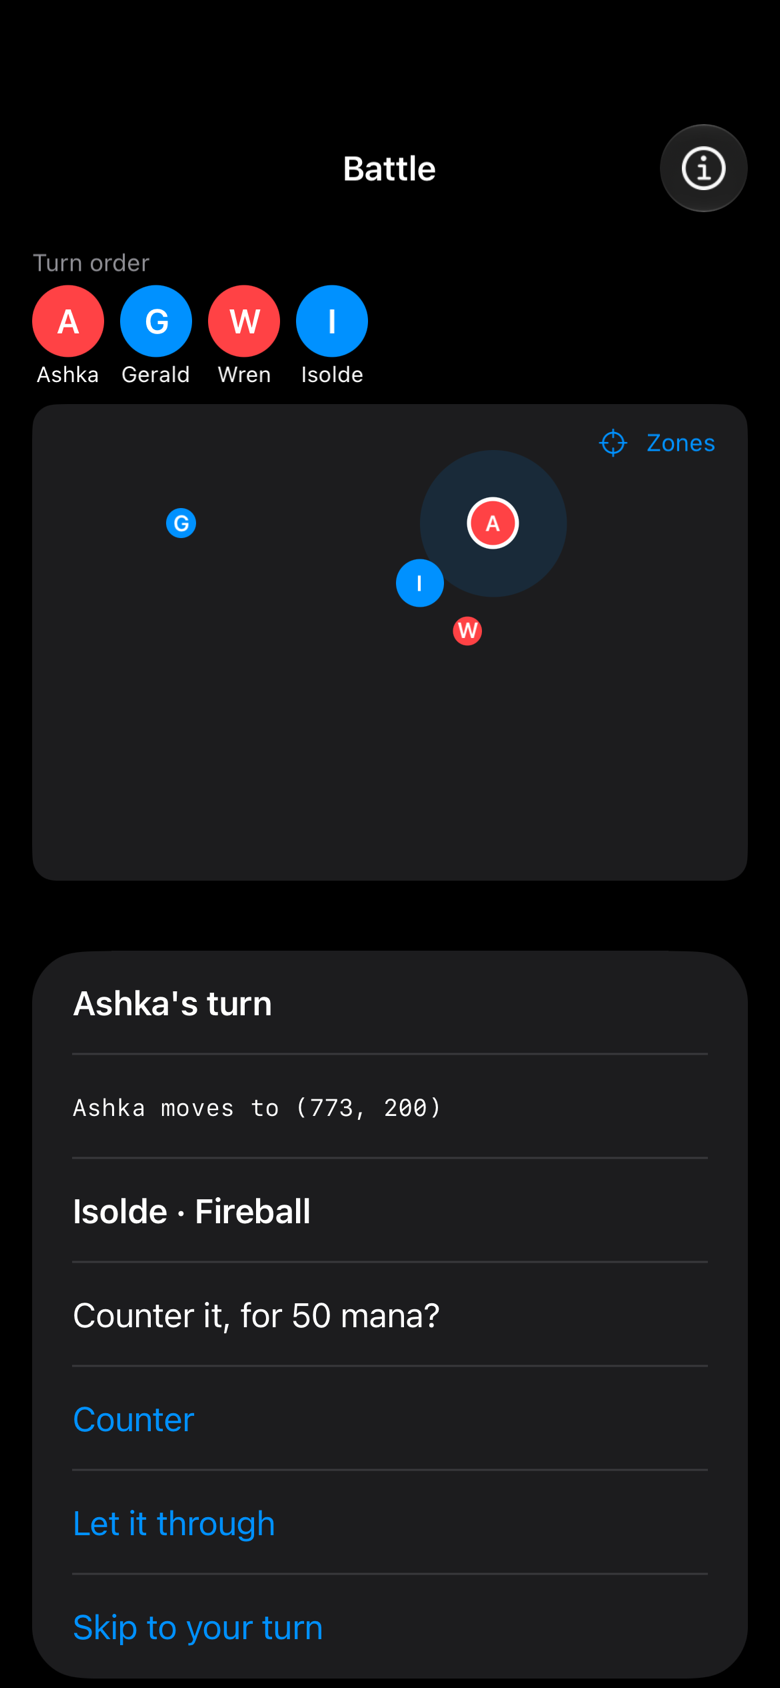 Battle
Turn order
A G W I
Ashka Gerald Wren Isolde
Zones
G
A
I
W
Ashka's turn
Ashka moves to (773, 200)
Isolde · Fireball
Counter it, for 50 mana?
Counter
Let it through
Skip to your turn